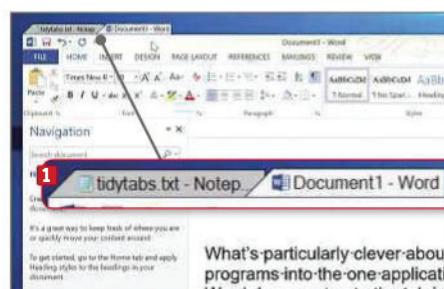 tidytabs.txt - Notep Document1 - Word
Document1 - Word
FILE HOME INSERT DESIGN PAGE LAYOUT REFERENCES MAILINGS REVIEW VIEW
Times New R
AaBbCcDd AaBbCcDd AaBb
Paste B I U
1 Normal 1 No Spac... Heading
Clipboard Font Paragraph Styles
Navigation
Search document
1
tidytabs.txt - Notep... Document1 - Word
It's a great way to keep track of where you are
or quickly move your content around.
To get started, go to the Home tab and apply
Heading styles to the headings in your
document.
What's·particularly·clever·abou
programs·into·the·one·applicati